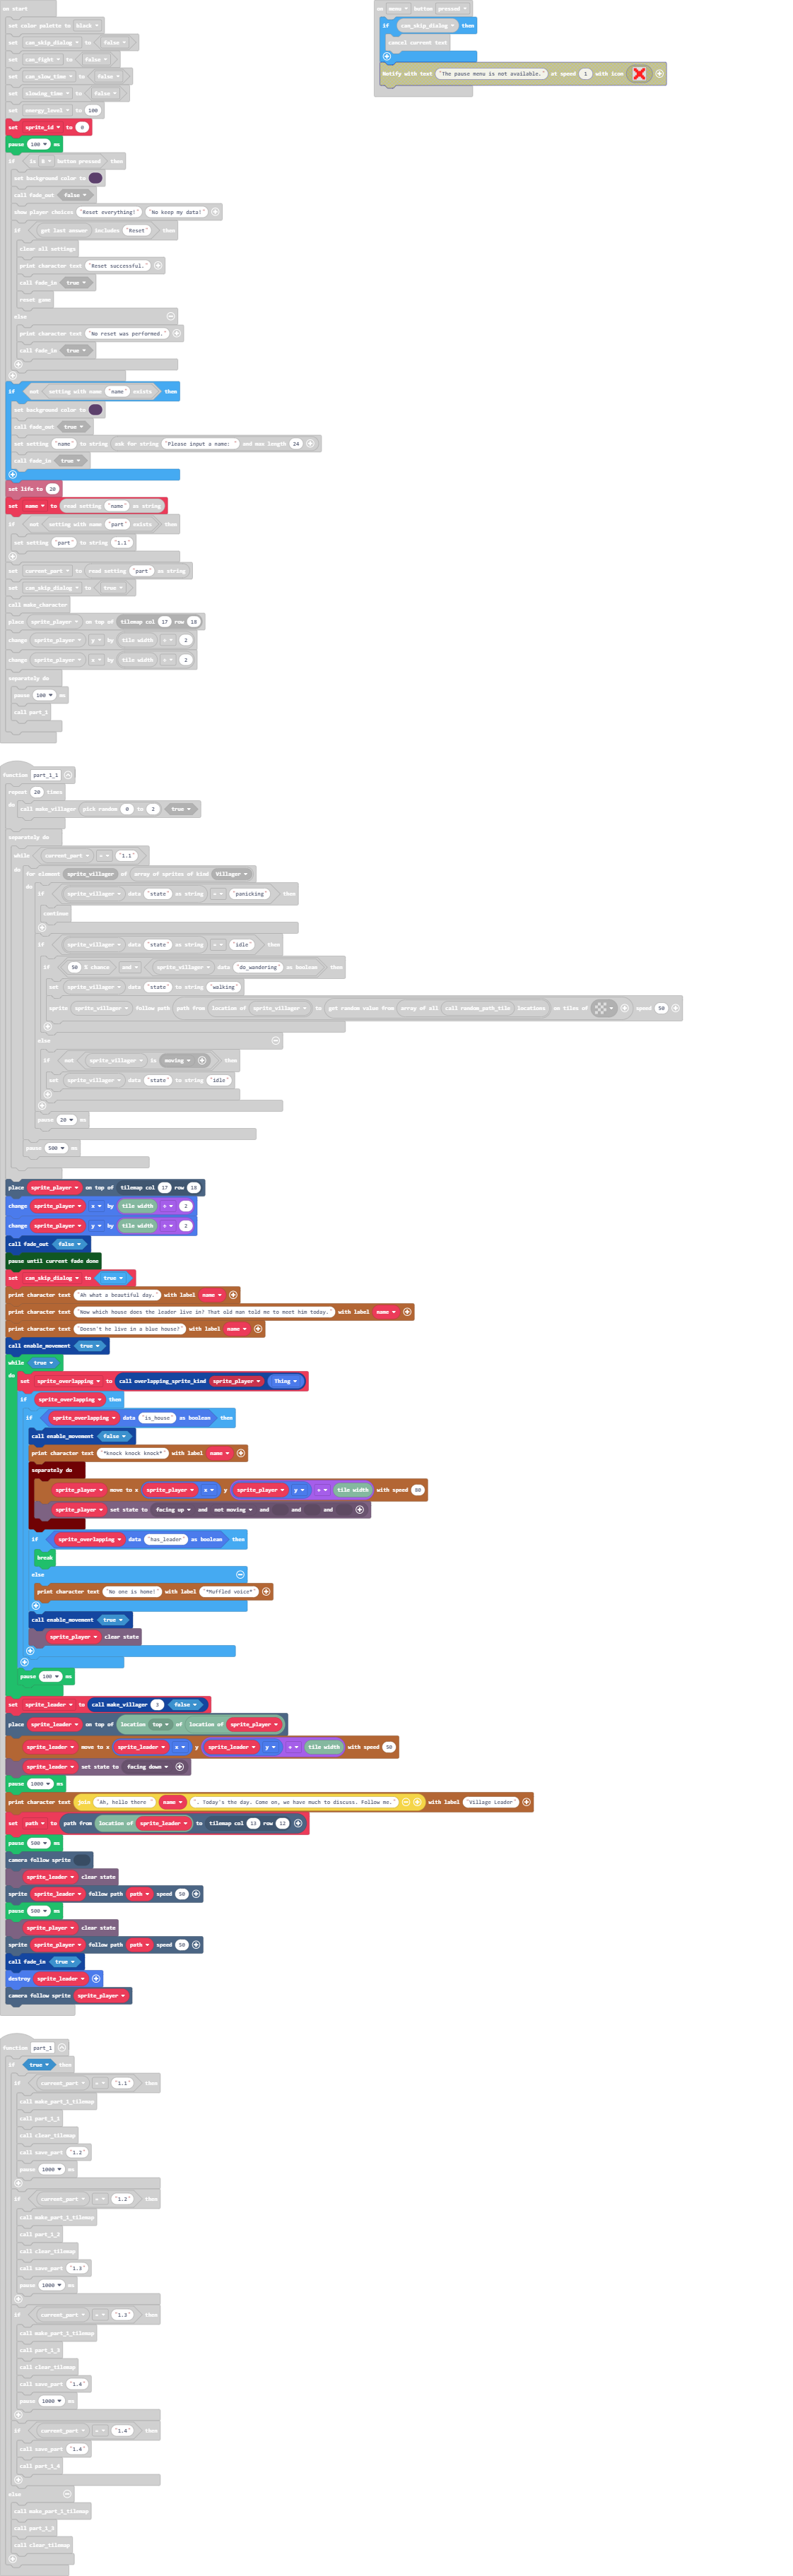 on start
set color palette to black
set can_skip_dialog to false
set can_fight to false
set can_slow_time to false
set slowing_time to false
set energy_level to 100
set sprite_id to 0
pause 100 ms
if is B button pressed then
set background color to
call fade_out false
show player choices "Reset everything!" "No keep my data!"
if get last answer includes "Reset" then
clear all settings
print character text "Reset successful."
call fade_in true
reset game
else
print character text "No reset was performed."
call fade_in true
if not setting with name "name" exists then
set background color to
call fade_out true
set setting "name" to string ask for string "Please input a name: " and max length 24
call fade_in true
set life to 20
set name to read setting "name" as string
if not setting with name "part" exists then
set setting "part" to string "1.1"
set current_part to read setting "part" as string
set can_skip_dialog to true
call make_character
place sprite_player on top of tilemap col 17 row 18
change sprite_player y by tile width ÷ 2
change sprite_player x by tile width ÷ 2
separately do
pause 100 ms
call part_1
on menu button pressed
if can_skip_dialog then
cancel current text
Notify with text "The pause menu is not available." at speed 1 with icon
function part_1_1
repeat 20 times
do call make_villager pick random 0 to 2 true
separately do
while current_part = "1.1"
do for element sprite_villager of array of sprites of kind Villager
do if sprite_villager data "state" as string = "panicking" then
continue
if sprite_villager data "state" as string = "idle" then
if 50 % chance and sprite_villager data "do_wandering" as boolean then
set sprite_villager data "state" to string "walking"
sprite sprite_villager follow path path from location of sprite_villager to get random value from array of all call random_path_tile locations on tiles of speed 50
else
if not sprite_villager is moving then
set sprite_villager data "state" to string "idle"
pause 20 ms
pause 500 ms
place sprite_player on top of tilemap col 17 row 18
change sprite_player x by tile width ÷ 2
change sprite_player y by tile width ÷ 2
call fade_out false
pause until current fade done
set can_skip_dialog to true
print character text "Ah what a beautiful day." with label name
print character text "Now which house does the leader live in? That old man told me to meet him today." with label name
print character text "Doesn't he live in a blue house?" with label name
call enable_movement true
while true
do set sprite_overlapping to call overlapping_sprite_kind sprite_player Thing
if sprite_overlapping then
if sprite_overlapping data "is_house" as boolean then
call enable_movement false
print character text "*knock knock knock*" with label name
separately do
sprite_player move to x sprite_player x y sprite_player y + tile width with speed 80
sprite_player set state to facing up and not moving and and and
if sprite_overlapping data "has_leader" as boolean then
break
else
print character text "No one is home!" with label "*Muffled voice*"
call enable_movement true
sprite_player clear state
pause 100 ms
set sprite_leader to call make_villager 3 false
place sprite_leader on top of location top of location of sprite_player
sprite_leader move to x sprite_leader x y sprite_leader y + tile width with speed 50
sprite_leader set state to facing down
pause 1000 ms
print character text join "Ah, hello there " name ". Today's the day. Come on, we have much to discuss. Follow me." with label "Village Leader"
set path to path from location of sprite_leader to tilemap col 13 row 12
pause 500 ms
camera follow sprite
sprite_leader clear state
sprite sprite_leader follow path path speed 50
pause 500 ms
sprite_player clear state
sprite sprite_player follow path path speed 50
call fade_in true
destroy sprite_leader
camera follow sprite sprite_player
function part_1
if true then
if current_part = "1.1" then
call make_part_1_tilemap
call part_1_1
call clear_tilemap
call save_part "1.2"
pause 1000 ms
if current_part = "1.2" then
call make_part_1_tilemap
call part_1_2
call clear_tilemap
call save_part "1.3"
pause 1000 ms
if current_part = "1.3" then
call make_part_1_tilemap
call part_1_3
call clear_tilemap
call save_part "1.4"
pause 1000 ms
if current_part = "1.4" then
call save_part "1.4"
else
call make_part_1_tilemap
call part_1_3
call clear_tilemap